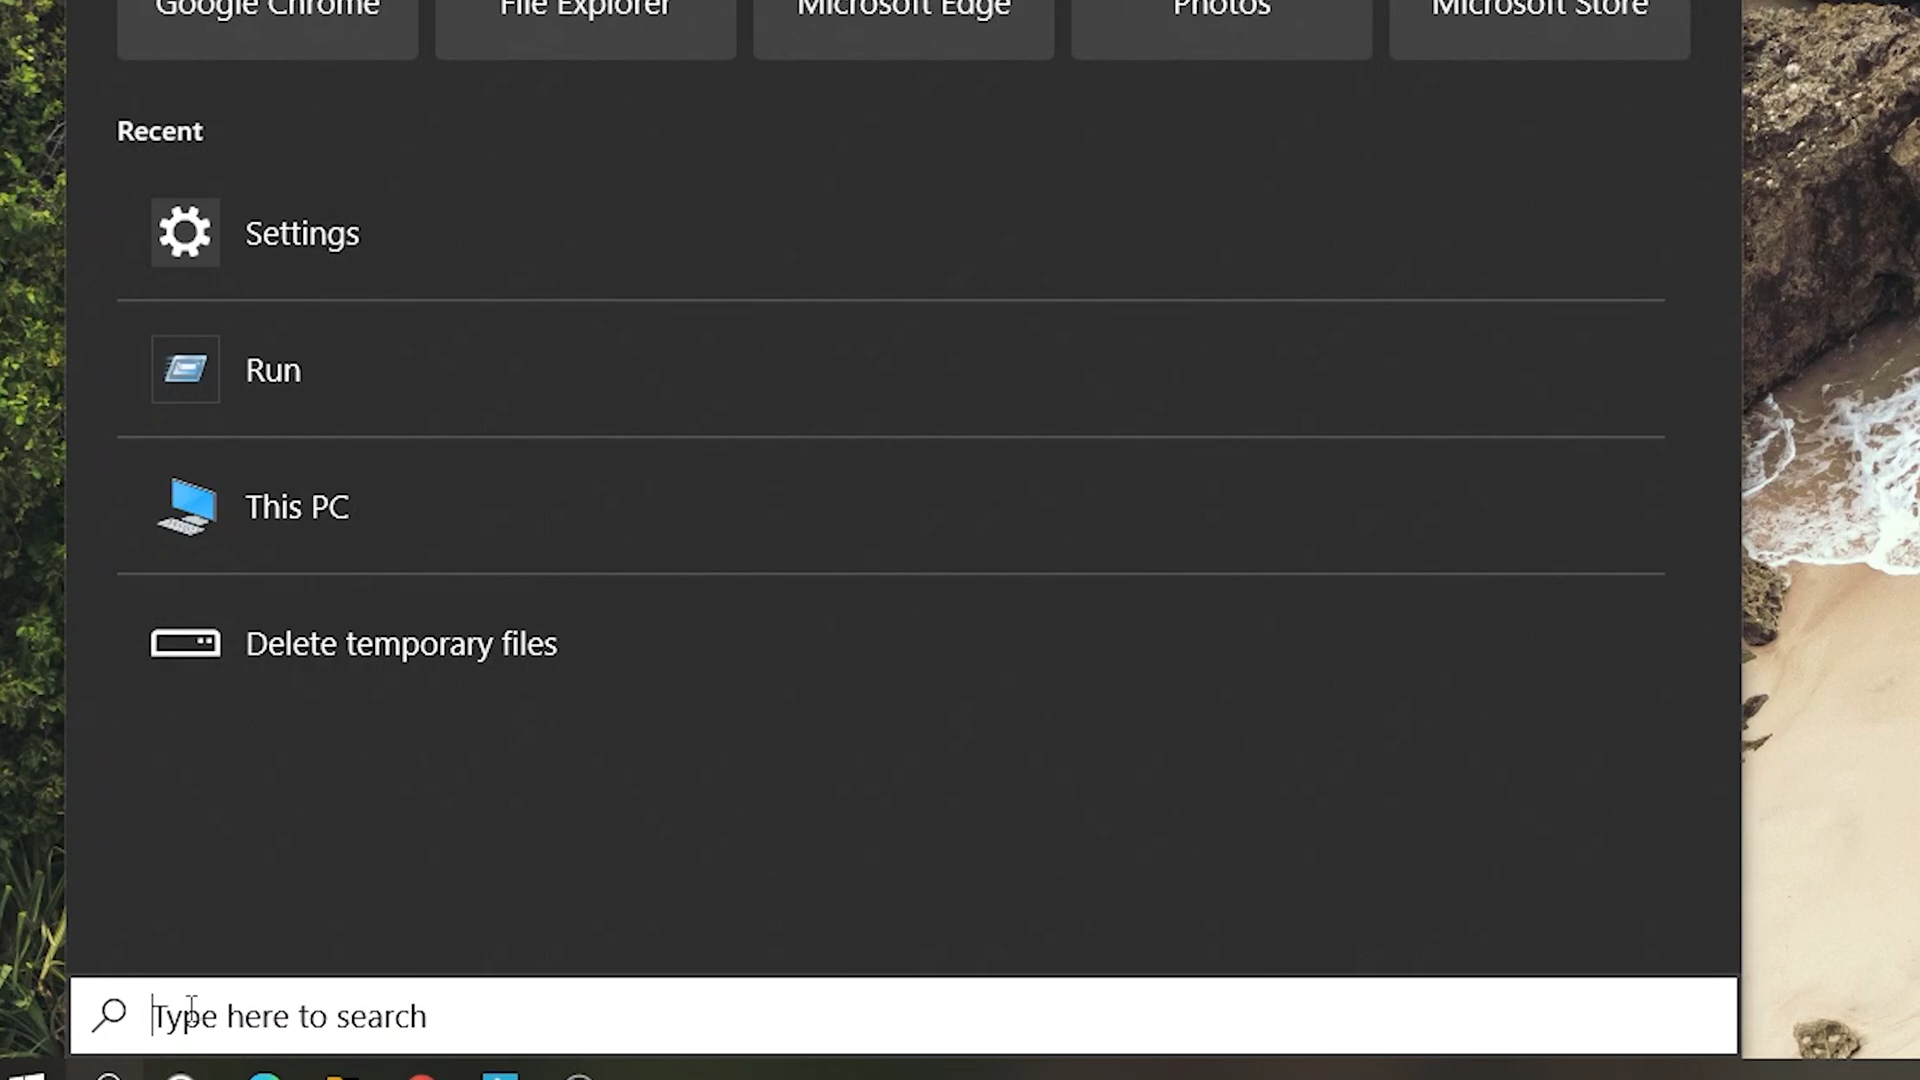 Google Chrome
File Explorer
Microsoft Edge
Photos
Microsoft Store
Recent
Settings
Run
This PC
Delete temporary files
Type here to search